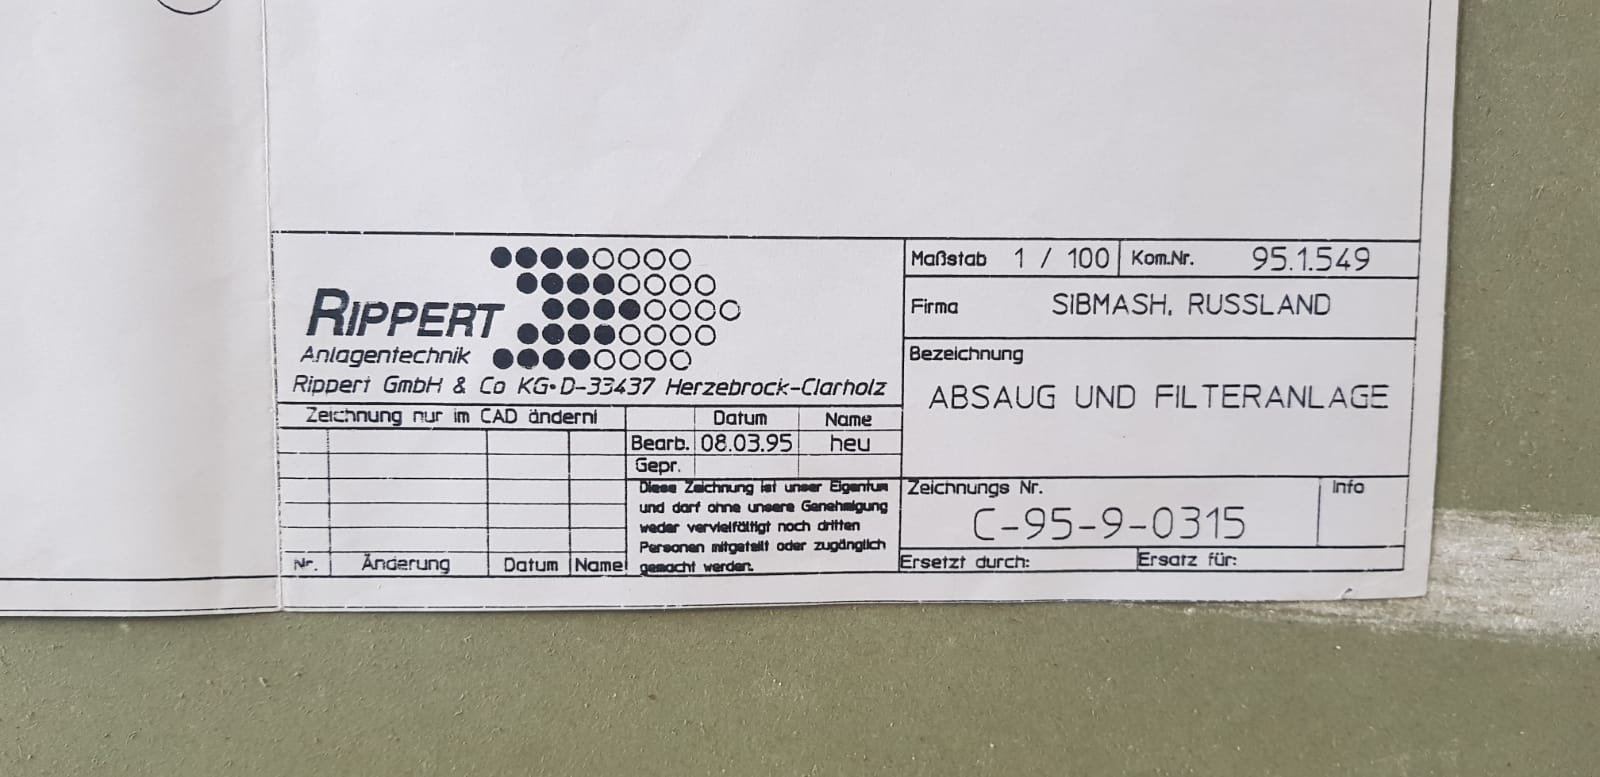 RIPPERT
Anlagentechnik
Rippert GmbH & Co KG•D-33437 Herzebrock-Clarholz
Maßstab 1 / 100 Kom.Nr. 95.1.549
Firma SIBMASH, RUSSLAND
Bezeichnung
ABSAUG UND FILTERANLAGE
Zeichnung nur im CAD ändern!
Datum Name
Bearb. 08.03.95 heu
Gepr.
Diese Zeichnung ist unser Eigentum
und darf ohne unsere Genehmigung
weder vervielfältigt noch dritten
Personen mitgeteilt oder zugänglich
gemacht werden.
Nr. Änderung Datum Name
Zeichnungs Nr. Info
C-95-9-0315
Ersetzt durch: Ersatz für: